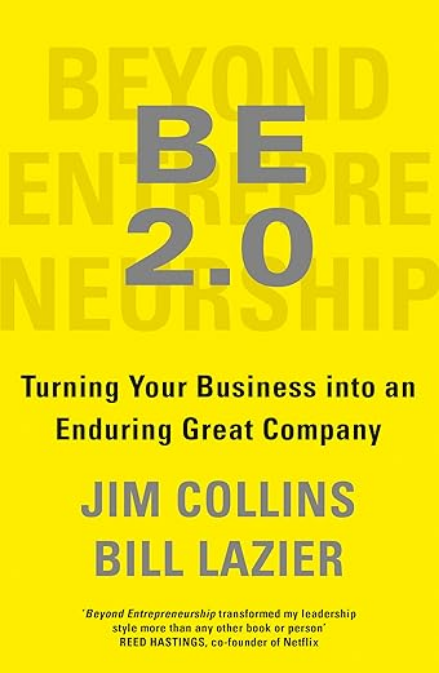 BEYOND
ENTREPRE
NEURSHIP
BE
2.0
Turning Your Business into an
Enduring Great Company
JIM COLLINS
BILL LAZIER
'Beyond Entrepreneurship transformed my leadership
style more than any other book or person'
REED HASTINGS, co-founder of Netflix